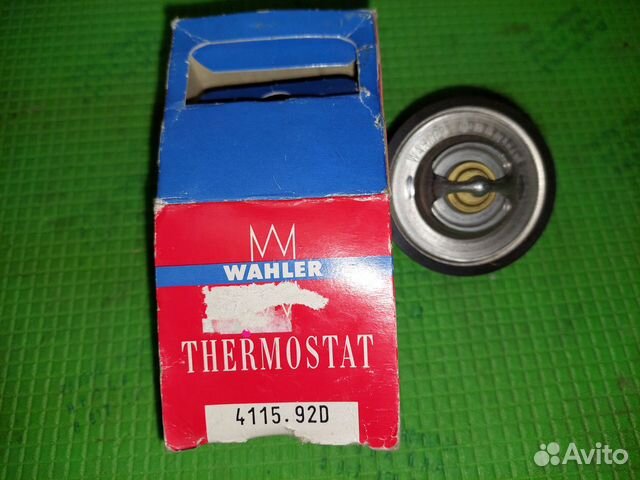 WAHLER
THERMOSTAT
4115.92D
Avito